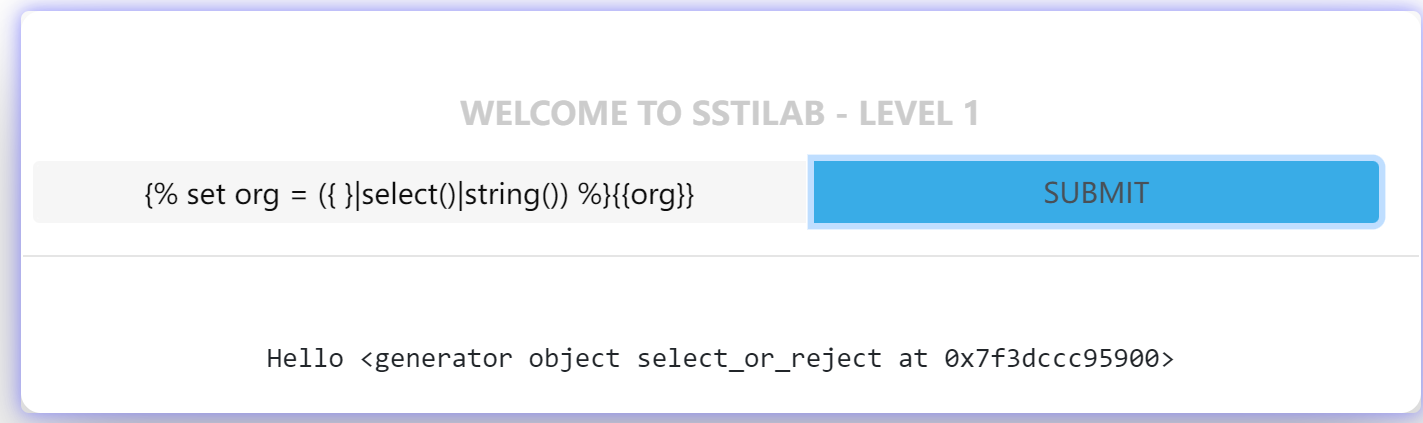 WELCOME TO SSTILAB - LEVEL 1
{% set org = ({ }|select()|string()) %}{{org}}
SUBMIT
Hello <generator object select_or_reject at 0x7f3dccc95900>